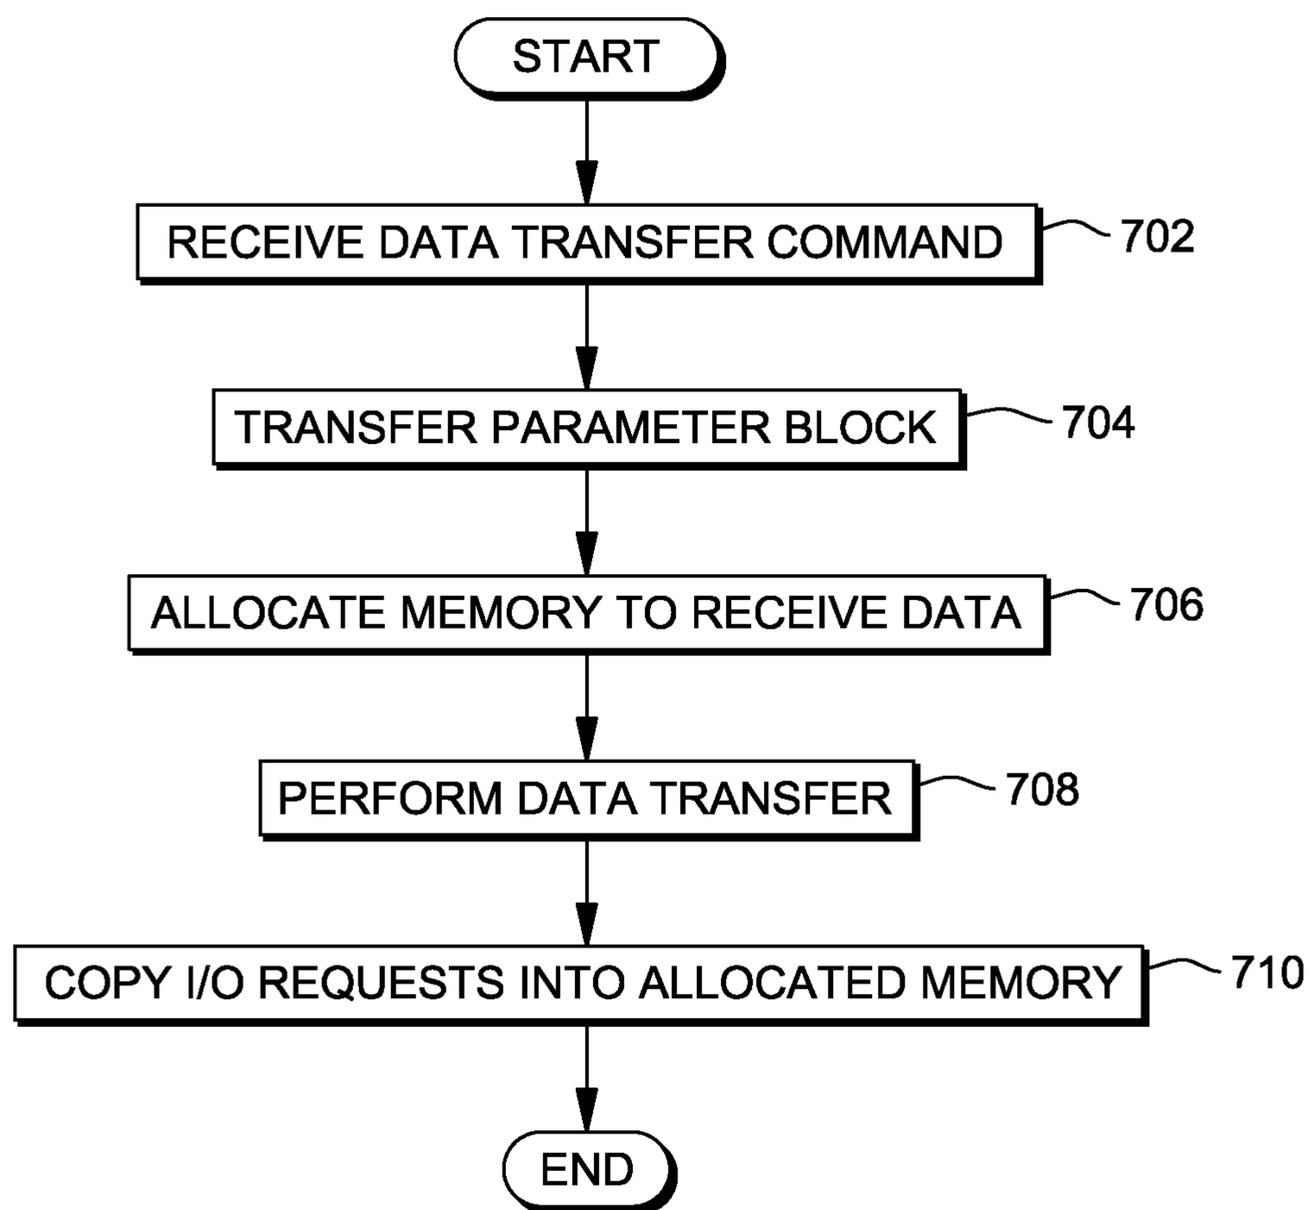 START
RECEIVE DATA TRANSFER COMMAND
702
TRANSFER PARAMETER BLOCK
704
ALLOCATE MEMORY TO RECEIVE DATA
706
PERFORM DATA TRANSFER
708
COPY I/O REQUESTS INTO ALLOCATED MEMORY
710
END